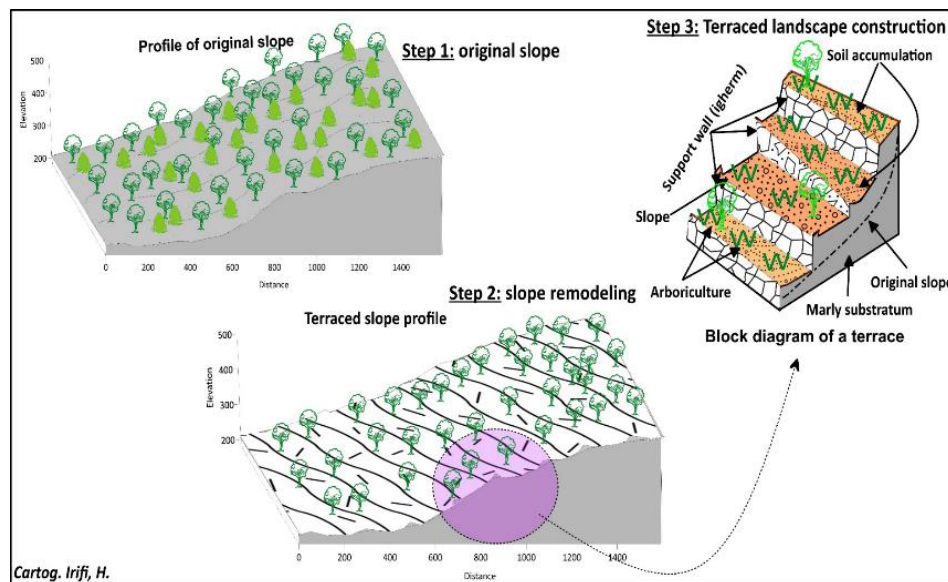 Profile of original slope
Step 1: original slope
Elevation
500
400
300
200
0 200 400 600 800 1000 1200 1400
Distance
Step 2: slope remodeling
Terraced slope profile
Elevation
500
400
300
200
0 200 400 600 800 1000 1200 1400
Distance
Step 3: Terraced landscape construction
Soil accumulation
Support wall (igherm)
Slope
Arboriculture
Original slope
Marly substratum
Block diagram of a terrace
Cartog. Irifi, H.